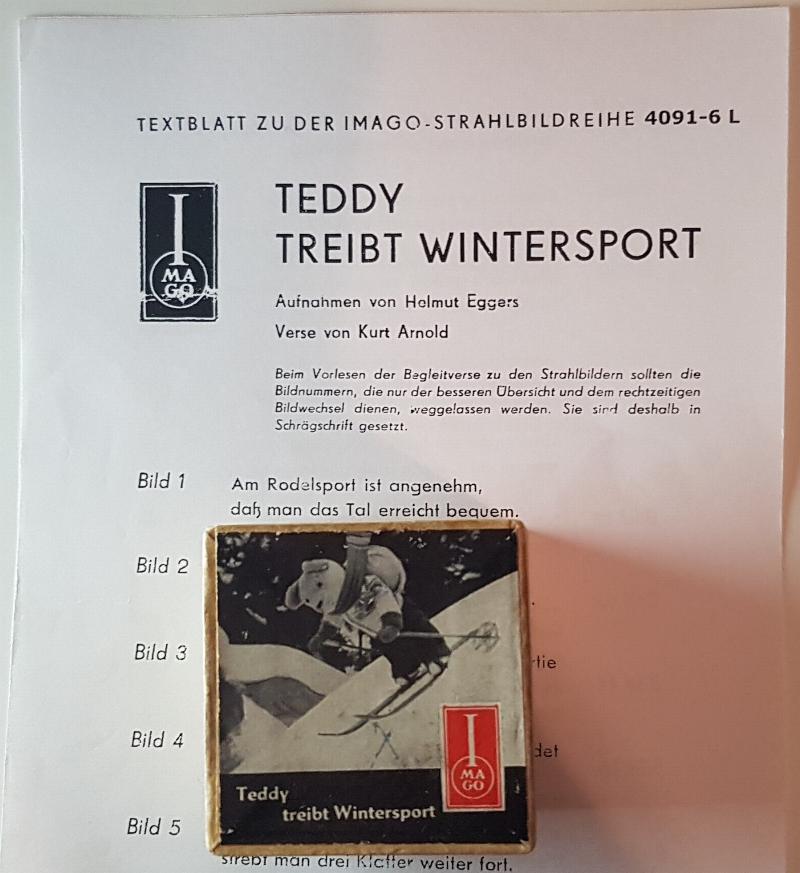 TEXTBLATT ZU DER IMAGO-STRAHLBILDREIHE 4091-6 L
I
MA
GO
TEDDY
TREIBT WINTERSPORT
Aufnahmen von Helmut Eggers
Verse von Kurt Arnold
Beim Vorlesen der Begleitverse zu den Strahlbildern sollten die
Bildnummern, die nur der besseren Übersicht und dem rechtzeitigen
Bildwechsel dienen, weggelassen werden. Sie sind deshalb in
Schrägschrift gesetzt.
Bild 1
Am Rodelsport ist angenehm,
daß man das Tal erreicht bequem.
Bild 2
Bild 3
Bild 4
Bild 5
strebt man drei Klafter weiter fort.
I
MA
GO
Teddy
treibt Wintersport